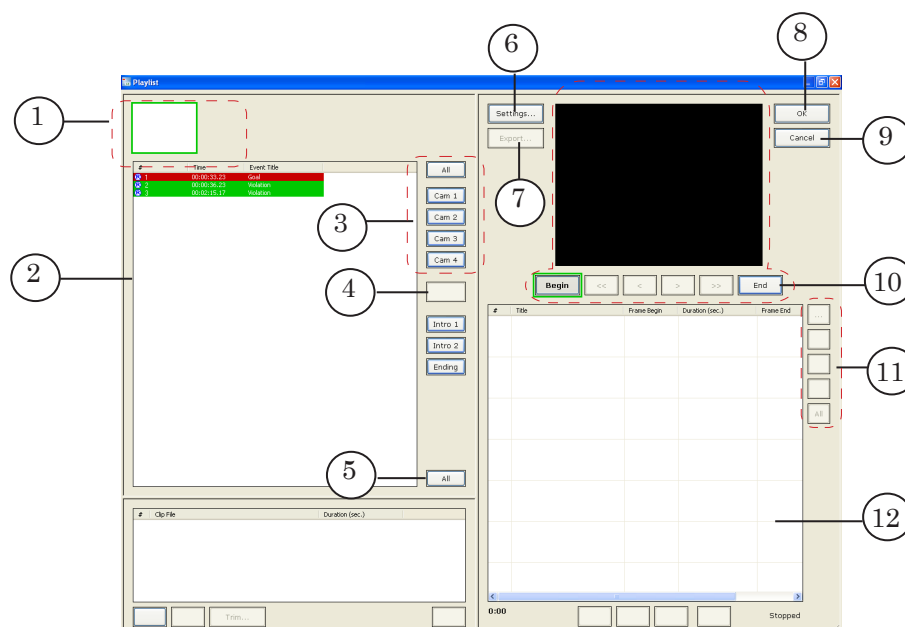 6
8
Playlist
1
Settings...
OK
Export...
Cancel
9
7
# Time Event Title
1 00:00:33.23 Goal
2 00:00:36.23 Violation
3 00:02:15.17 Violation
All
Cam 1
Cam 2
Cam 3
Cam 4
3
2
4
Begin << < > >> End
10
Intro 1
Intro 2
Ending
# Title Frame Begin Duration (sec.) Frame End
...
All
11
5
All
# Clip File Duration (sec.)
12
Trim...
0:00
Stopped